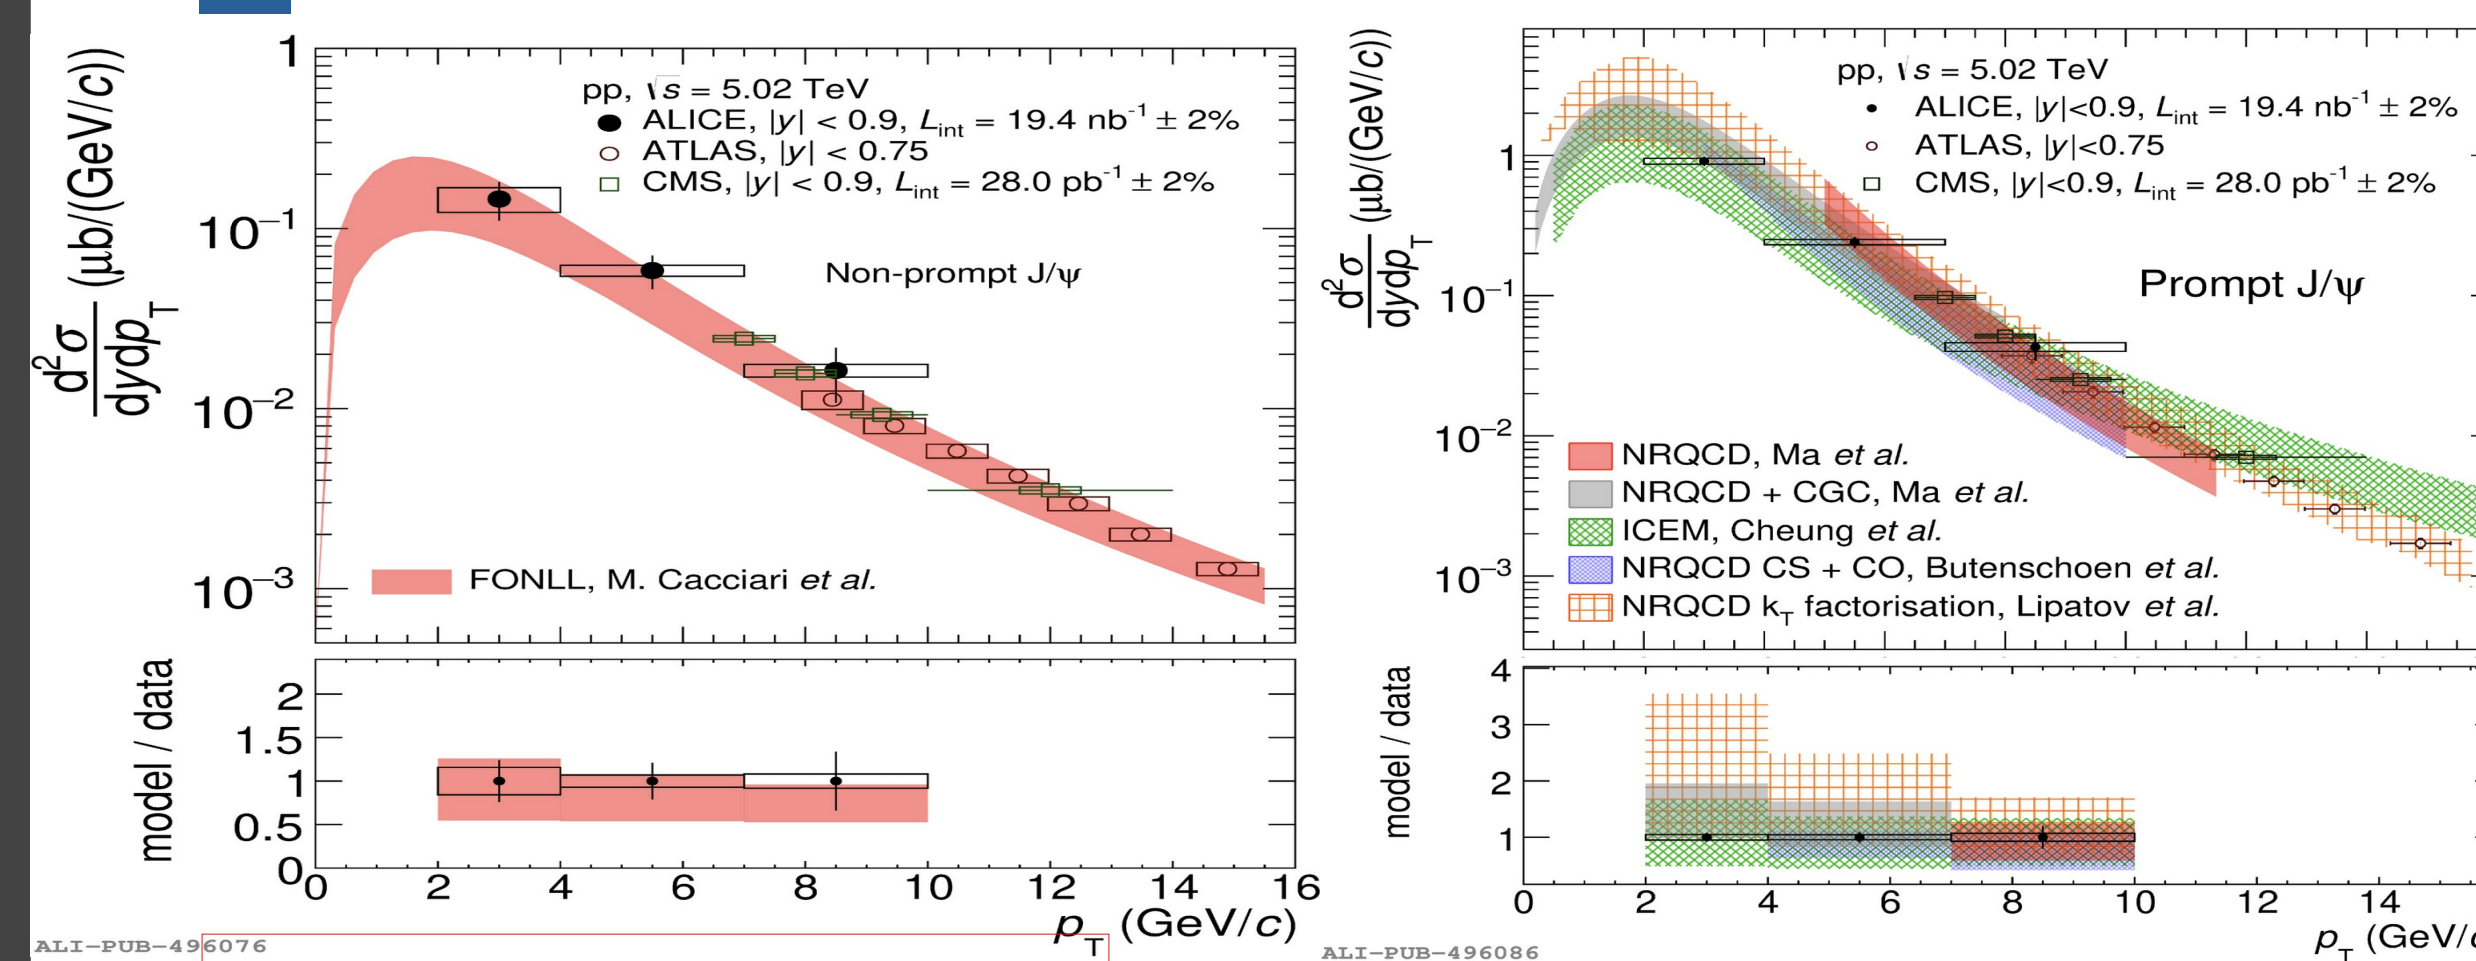 1
10⁻¹
10⁻²
10⁻³
d²σ/dydp_T (μb/(GeV/c))
pp, √s = 5.02 TeV
ALICE, |y| < 0.9, L_int = 19.4 nb⁻¹ ± 2%
ATLAS, |y| < 0.75
CMS, |y| < 0.9, L_int = 28.0 pb⁻¹ ± 2%
Non-prompt J/ψ
FONLL, M. Cacciari et al.
model / data
2
1.5
1
0.5
0
0 2 4 6 8 10 12 14 16
p_T (GeV/c)
ALI-PUB-496076
d²σ/dydp_T (μb/(GeV/c))
1
10⁻¹
10⁻²
10⁻³
pp, √s = 5.02 TeV
ALICE, |y|<0.9, L_int = 19.4 nb⁻¹ ± 2%
ATLAS, |y|<0.75
CMS, |y|<0.9, L_int = 28.0 pb⁻¹ ± 2%
Prompt J/ψ
NRQCD, Ma et al.
NRQCD + CGC, Ma et al.
ICEM, Cheung et al.
NRQCD CS + CO, Butenschoen et al.
NRQCD k_T factorisation, Lipatov et al.
model / data
4
3
2
1
0 2 4 6 8 10 12 14
p_T (GeV/c
ALI-PUB-496086